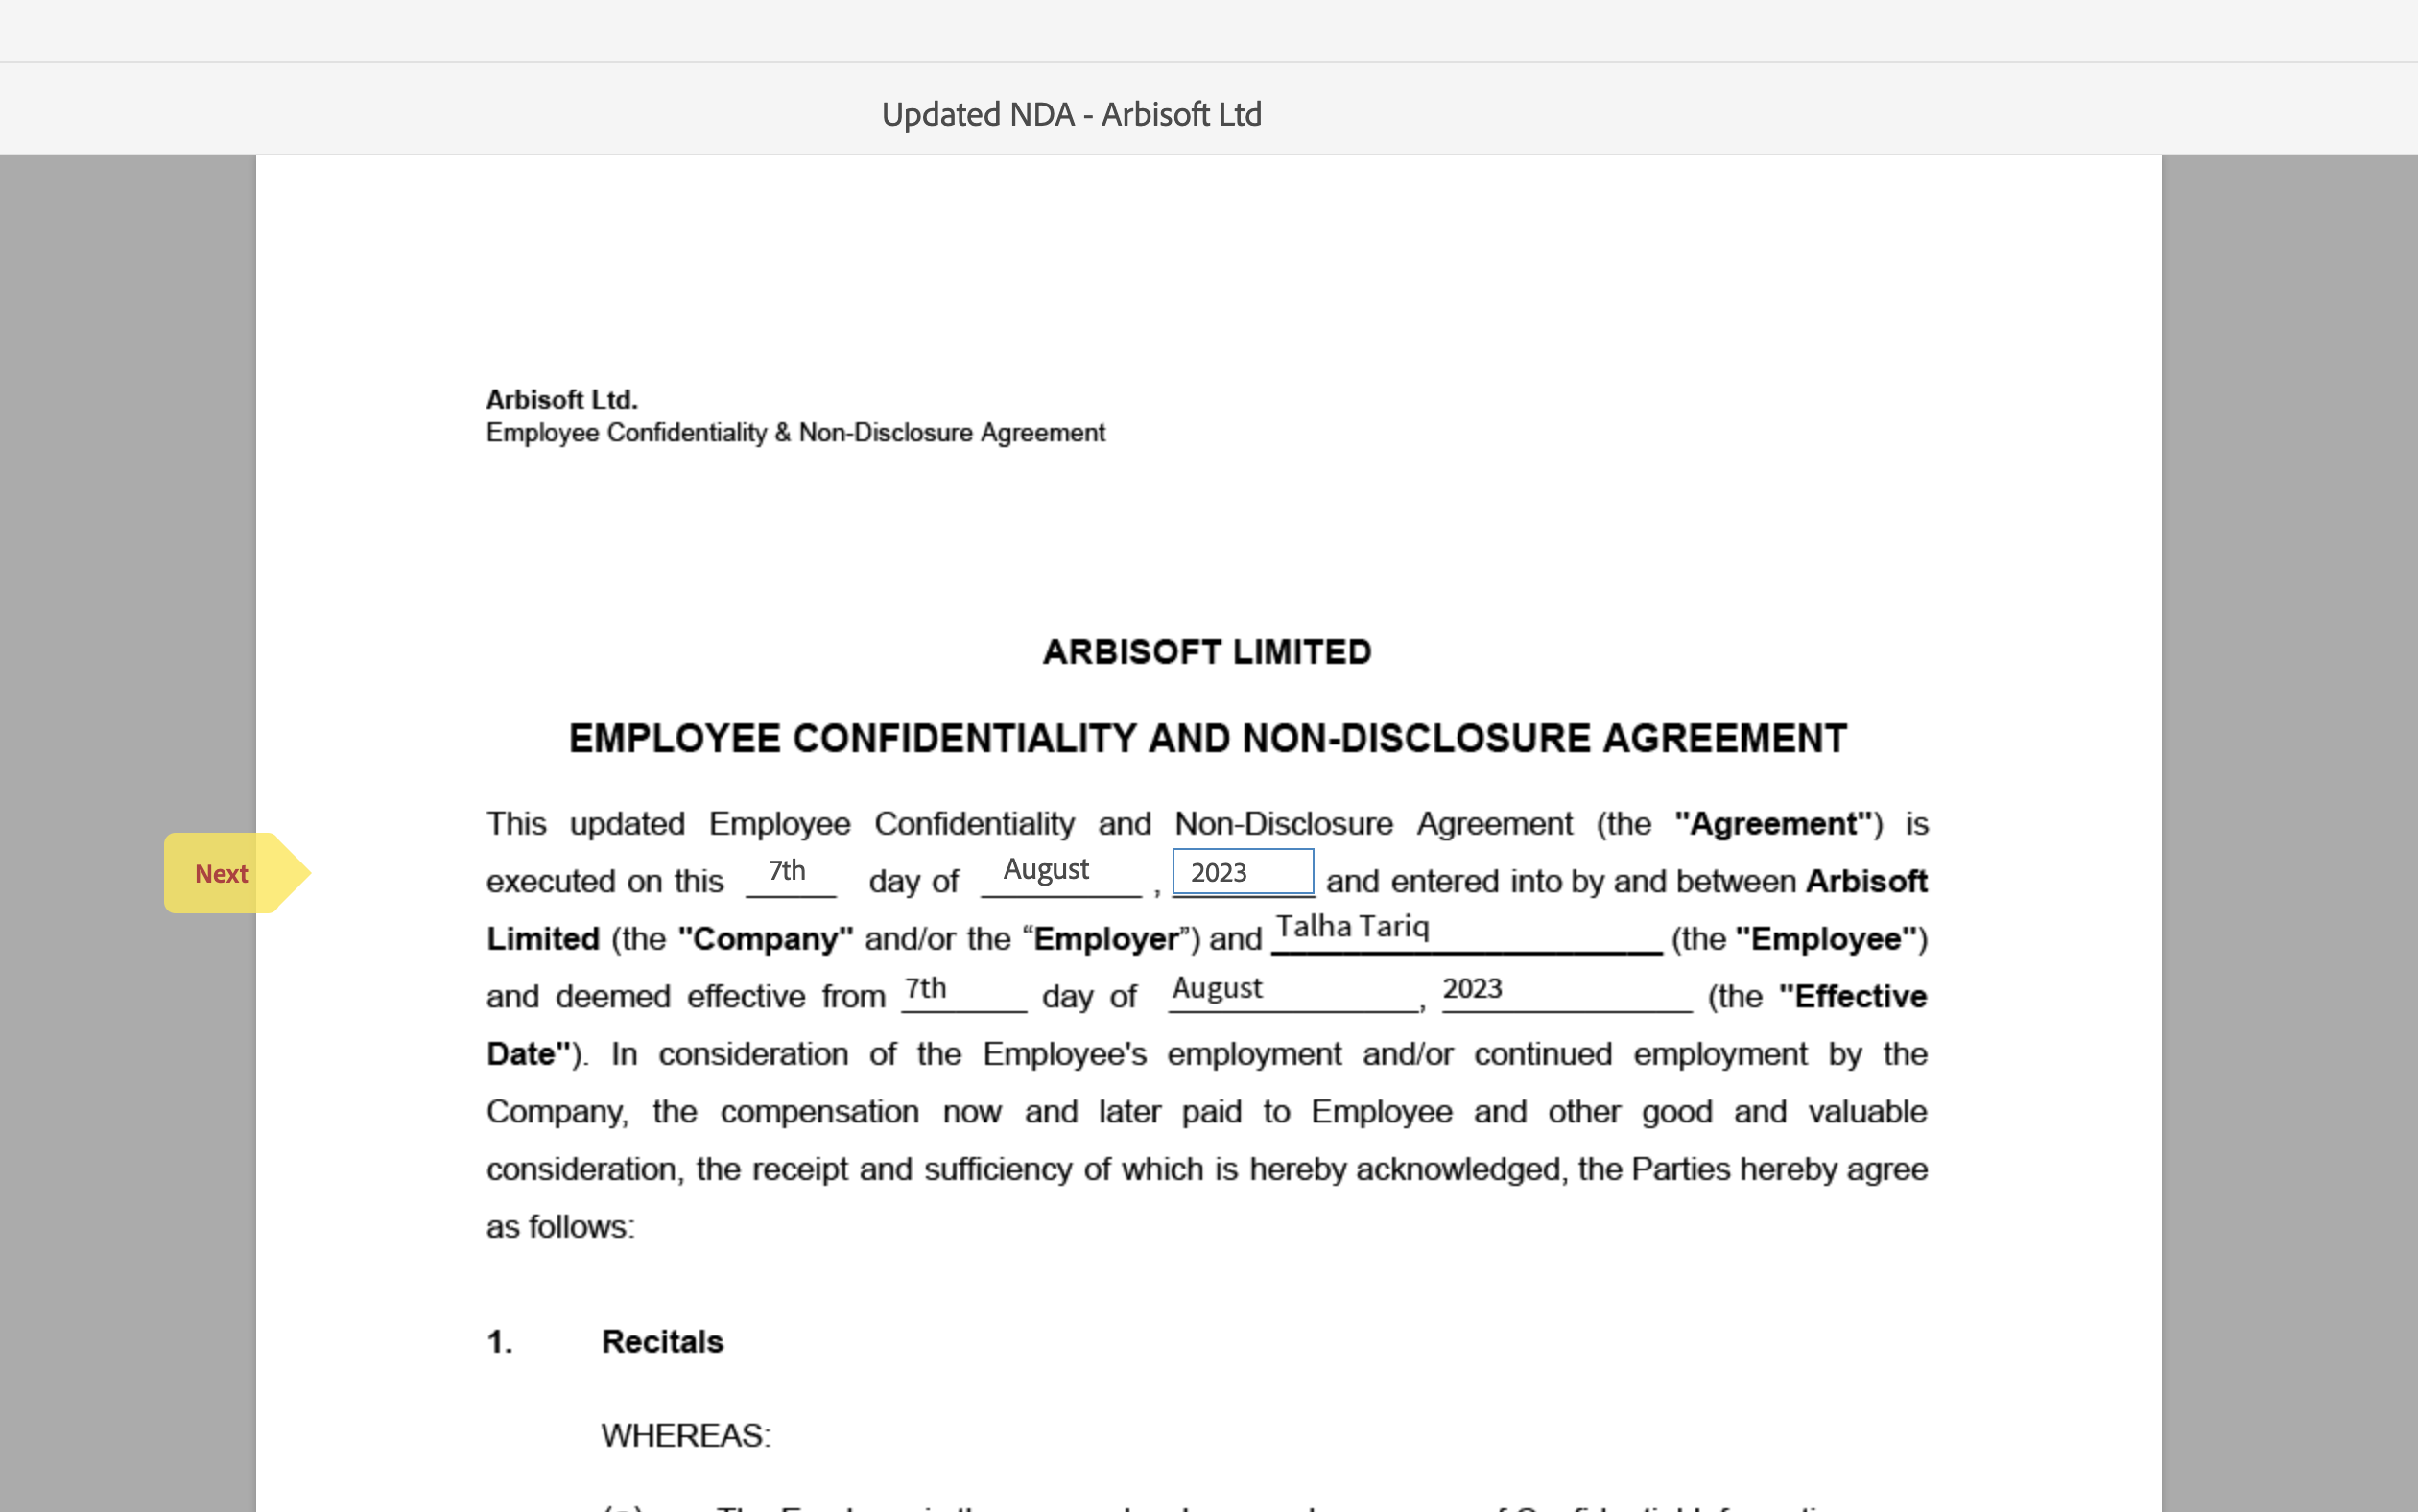 Updated NDA - Arbisoft Ltd
Arbisoft Ltd.
Employee Confidentiality & Non-Disclosure Agreement
ARBISOFT LIMITED
EMPLOYEE CONFIDENTIALITY AND NON-DISCLOSURE AGREEMENT
This updated Employee Confidentiality and Non-Disclosure Agreement (the "Agreement") is
Next
executed on this 7th day of August , 2023 and entered into by and between Arbisoft
Limited (the "Company" and/or the “Employer”) and Talha Tariq (the "Employee")
and deemed effective from 7th day of August, 2023 (the "Effective
Date"). In consideration of the Employee's employment and/or continued employment by the
Company, the compensation now and later paid to Employee and other good and valuable
consideration, the receipt and sufficiency of which is hereby acknowledged, the Parties hereby agree
as follows:
1. Recitals
WHEREAS: